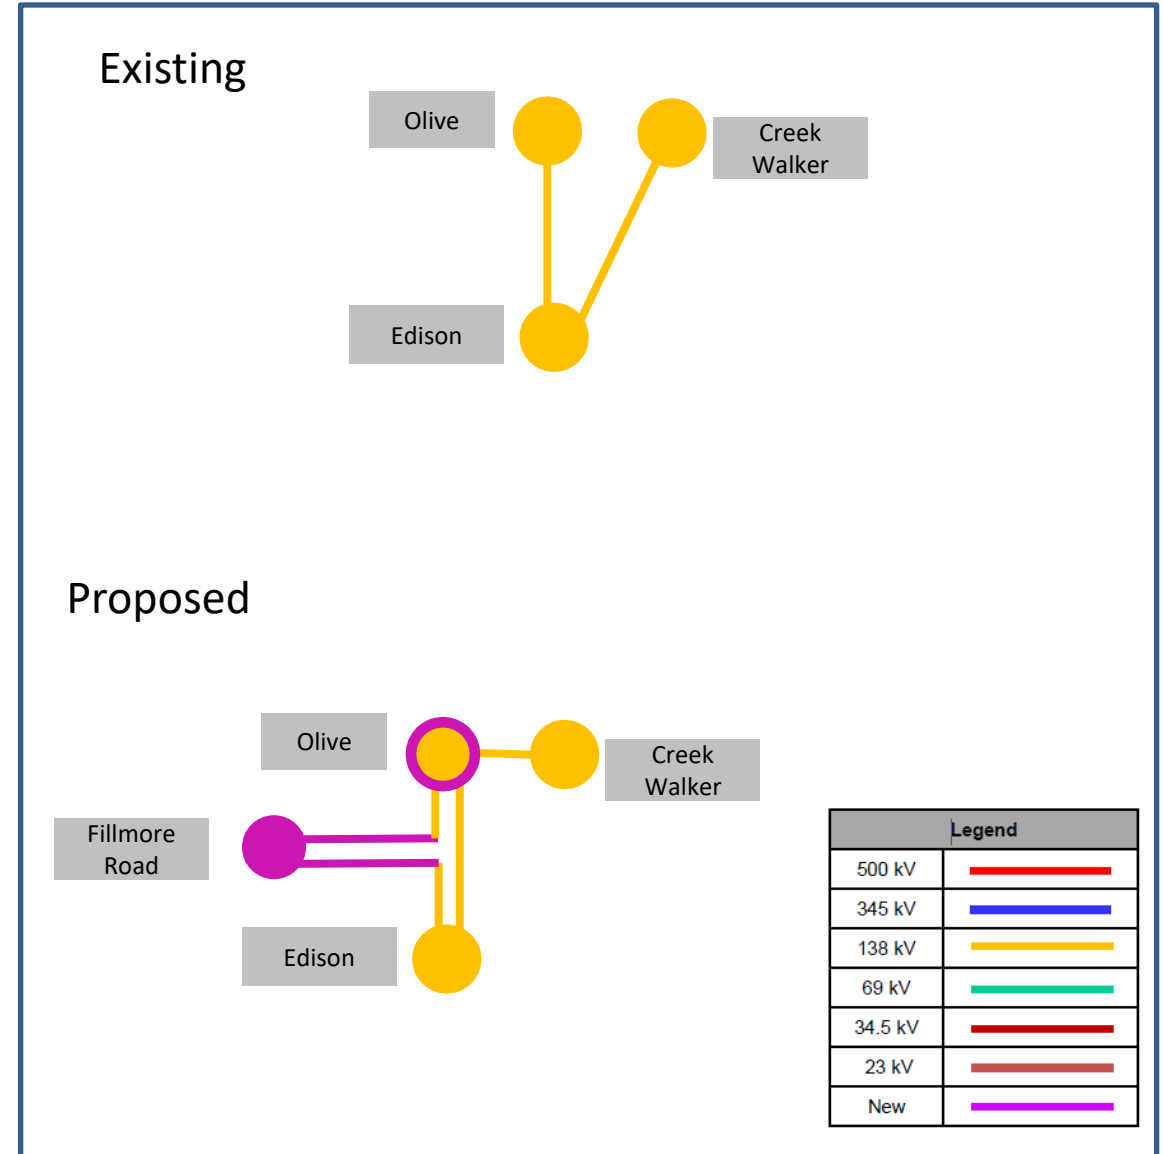 Existing
Olive
Creek
Walker
Edison
Proposed
Olive
Creek
Walker
Fillmore
Road
Edison
Legend
500 kV
345 kV
138 kV
69 kV
34.5 kV
23 kV
New